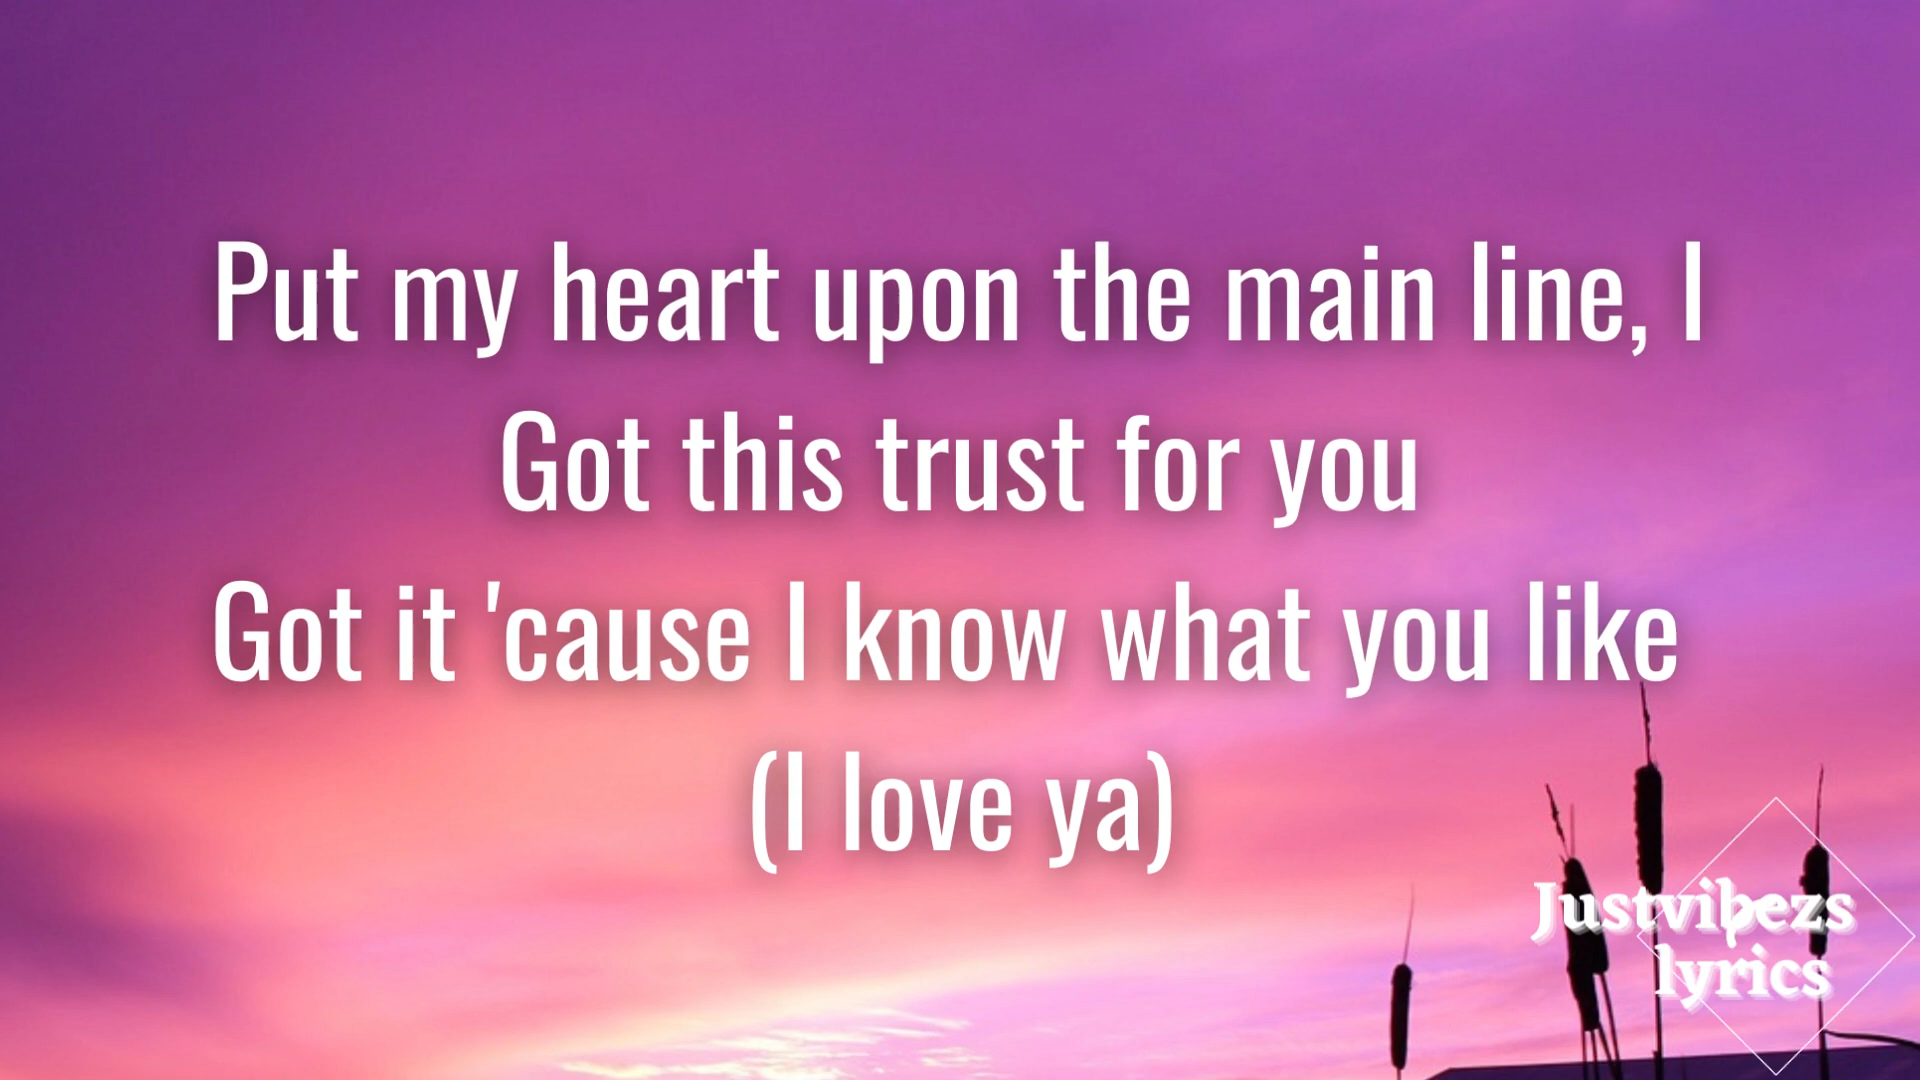 Put my heart upon the main line, I
Got this trust for you
Got it 'cause I know what you like
(I love ya)
Justvibezs
lyrics